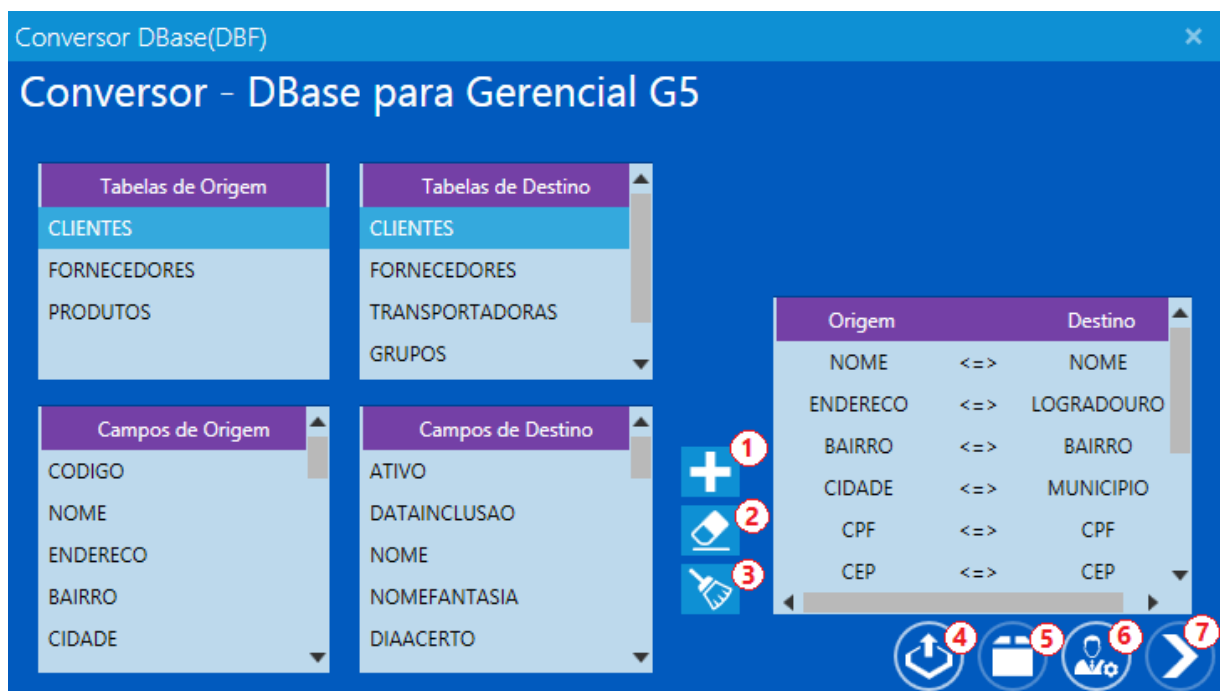 Conversor DBase(DBF)
Conversor - DBase para Gerencial G5
Tabelas de Origem
CLIENTES
FORNECEDORES
PRODUTOS
Tabelas de Destino
CLIENTES
FORNECEDORES
TRANSPORTADORAS
GRUPOS
Campos de Origem
CODIGO
NOME
ENDERECO
BAIRRO
CIDADE
Campos de Destino
ATIVO
DATAINCLUSAO
NOME
NOMEFANTASIA
DIAACERTO
1
2
3
Origem Destino
NOME <=> NOME
ENDERECO <=> LOGRADOURO
BAIRRO <=> BAIRRO
CIDADE <=> MUNICIPIO
CPF <=> CPF
CEP <=> CEP
4 5 6 7